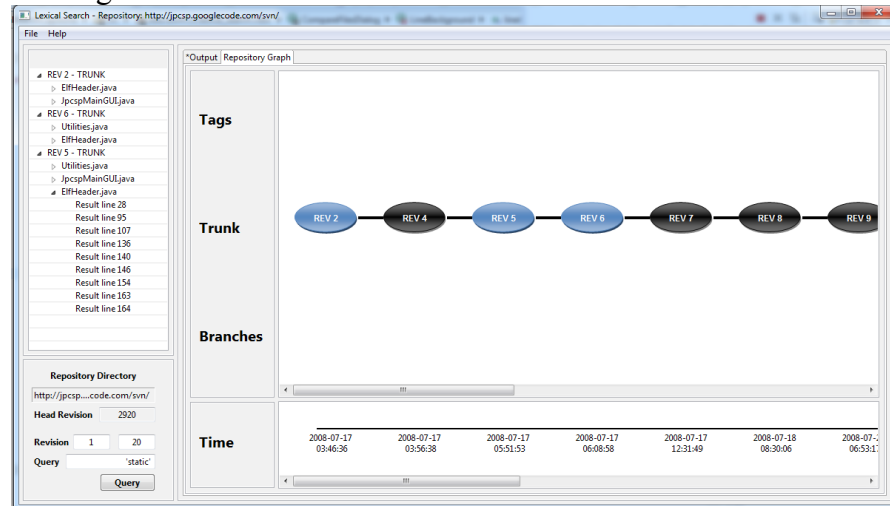 Lexical Search - Repository: http://jpcsp.googlecode.com/svn/
File Help
REV 2 - TRUNK
ElfHeader.java
JpcspMainGUI.java
REV 6 - TRUNK
Utilities.java
ElfHeader.java
REV 5 - TRUNK
Utilities.java
JpcspMainGUI.java
ElfHeader.java
Result line 28
Result line 95
Result line 107
Result line 136
Result line 140
Result line 146
Result line 154
Result line 163
Result line 164
Repository Directory
http://jpcsp....code.com/svn/
Head Revision 2920
Revision 1 20
Query 'static'
Query
*Output Repository Graph
Tags
Trunk
REV 2 REV 4 REV 5 REV 6 REV 7 REV 8 REV 9
Branches
Time
2008-07-17 2008-07-17 2008-07-17 2008-07-17 2008-07-17 2008-07-18 2008-07-
03:46:36 03:56:38 05:51:53 06:08:58 12:31:49 08:30:06 06:53:1